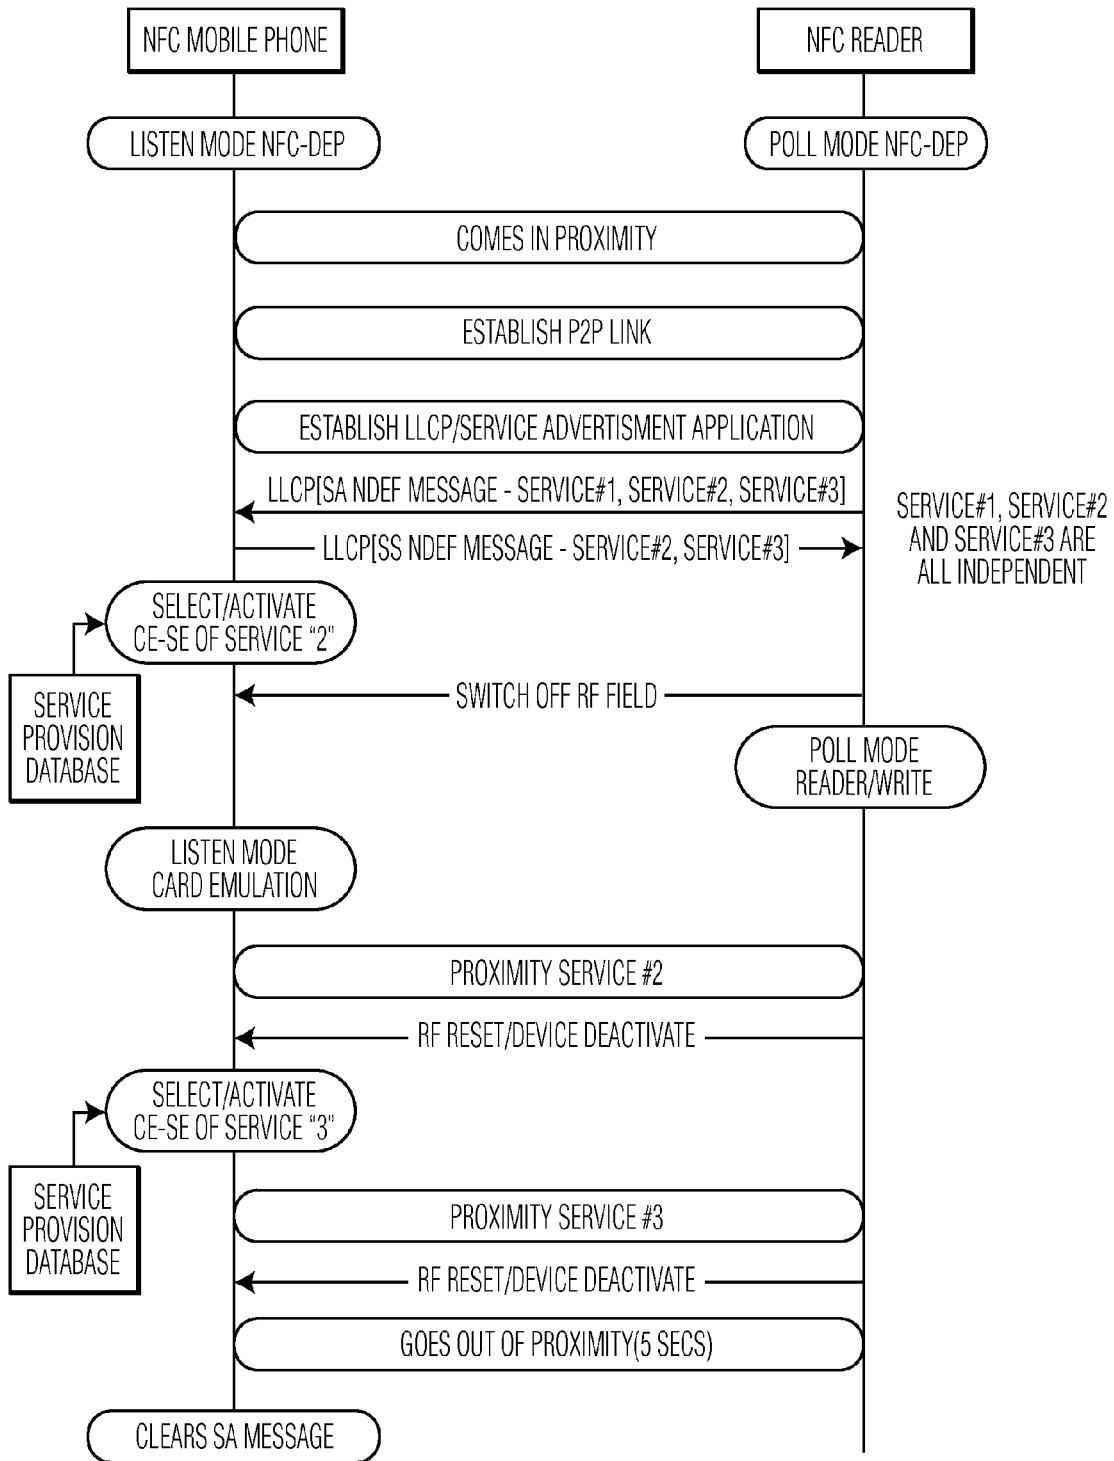 NFC MOBILE PHONE
NFC READER
LISTEN MODE NFC-DEP
POLL MODE NFC-DEP
COMES IN PROXIMITY
ESTABLISH P2P LINK
ESTABLISH LLCP/SERVICE ADVERTISMENT APPLICATION
LLCP[SA NDEF MESSAGE - SERVICE#1, SERVICE#2, SERVICE#3]
LLCP[SS NDEF MESSAGE - SERVICE#2, SERVICE#3]
SERVICE#1, SERVICE#2
AND SERVICE#3 ARE
ALL INDEPENDENT
SELECT/ACTIVATE
CE-SE OF SERVICE “2”
SERVICE
PROVISION
DATABASE
SWITCH OFF RF FIELD
POLL MODE
READER/WRITE
LISTEN MODE
CARD EMULATION
PROXIMITY SERVICE #2
RF RESET/DEVICE DEACTIVATE
SELECT/ACTIVATE
CE-SE OF SERVICE “3”
SERVICE
PROVISION
DATABASE
PROXIMITY SERVICE #3
RF RESET/DEVICE DEACTIVATE
GOES OUT OF PROXIMITY(5 SECS)
CLEARS SA MESSAGE